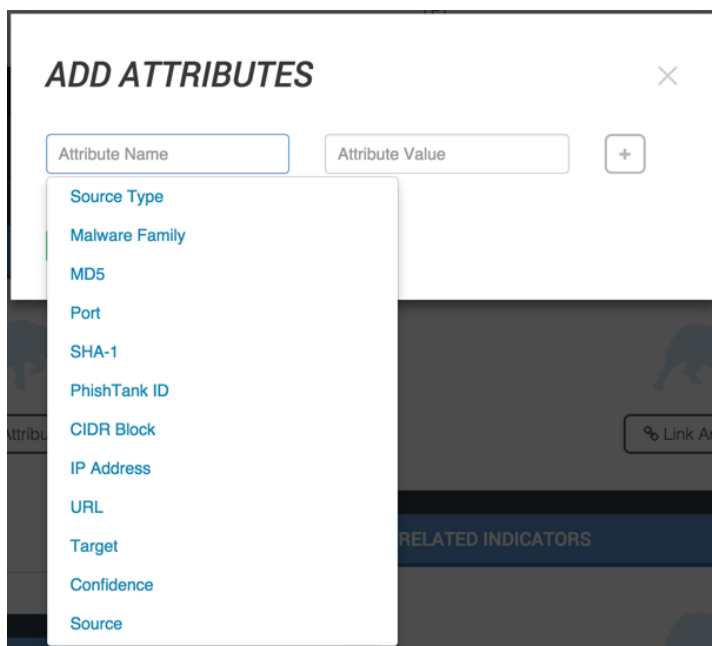 ADD ATTRIBUTES
Attribute Name
Attribute Value
Source Type
Malware Family
MD5
Port
SHA-1
PhishTank ID
CIDR Block
IP Address
URL
Target
Confidence
Source
Link
RELATED INDICATORS